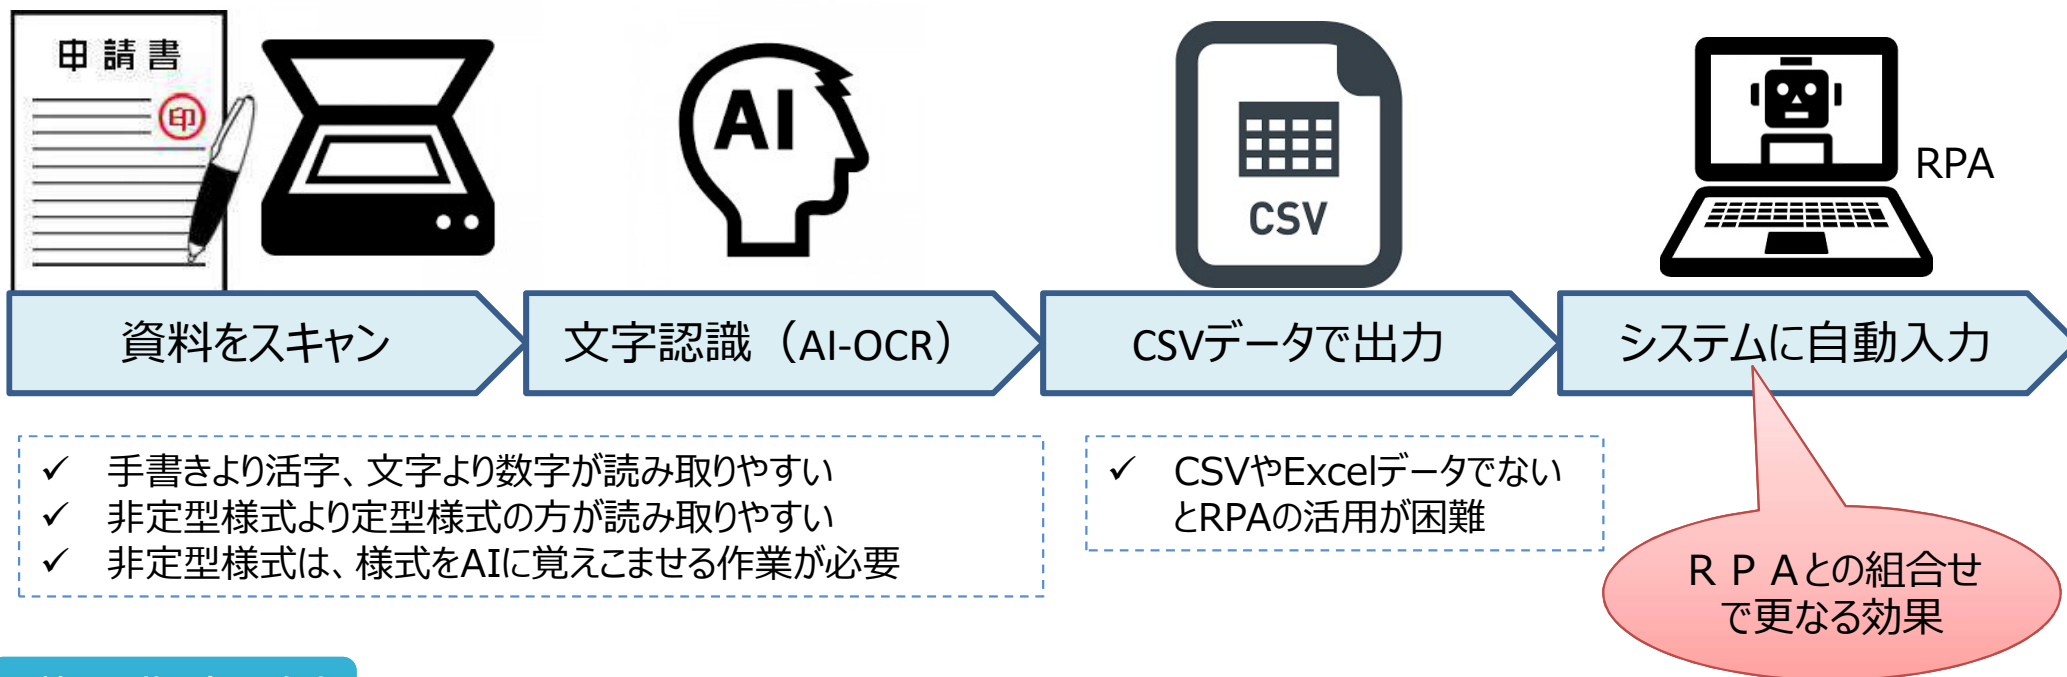 申請書
印
AI
CSV
RPA
資料をスキャン
文字認識（AI-OCR）
CSVデータで出力
システムに自動入力
✓ 手書きより活字、文字より数字が読み取りやすい
✓ 非定型様式より定型様式の方が読み取りやすい
✓ 非定型様式は、様式をAIに覚えこませる作業が必要
✓ CSVやExcelデータでない
とRPAの活用が困難
ＲＰＡとの組合せ
で更なる効果